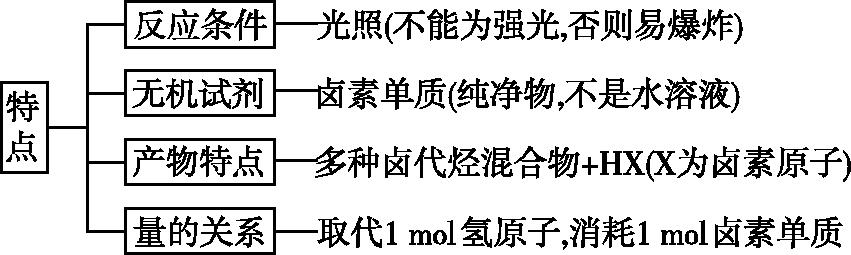 特点
反应条件 光照(不能为强光,否则易爆炸)
无机试剂 卤素单质(纯净物,不是水溶液)
产物特点 多种卤代烃混合物+HX(X为卤素原子)
量的关系 取代1 mol氢原子,消耗1 mol卤素单质